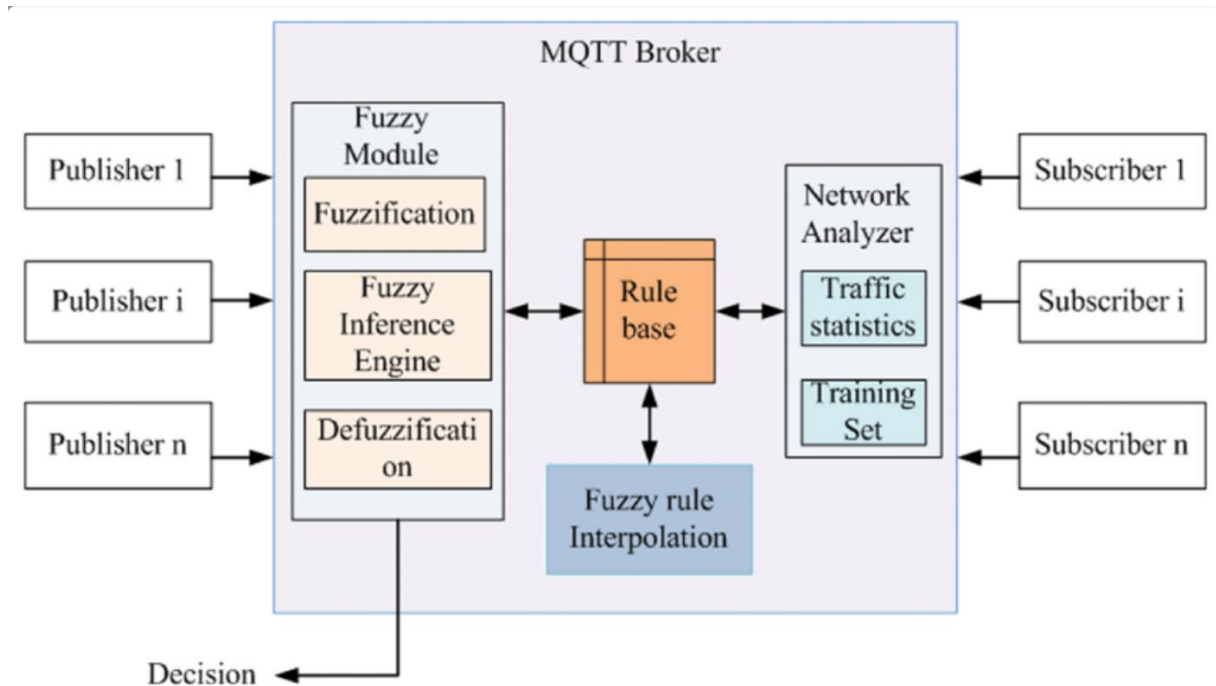 MQTT Broker
Publisher 1
Publisher i
Publisher n
Fuzzy
Module
Fuzzification
Fuzzy
Inference
Engine
Defuzzificati
on
Rule
base
Fuzzy rule
Interpolation
Network
Analyzer
Traffic
statistics
Training
Set
Subscriber 1
Subscriber i
Subscriber n
Decision